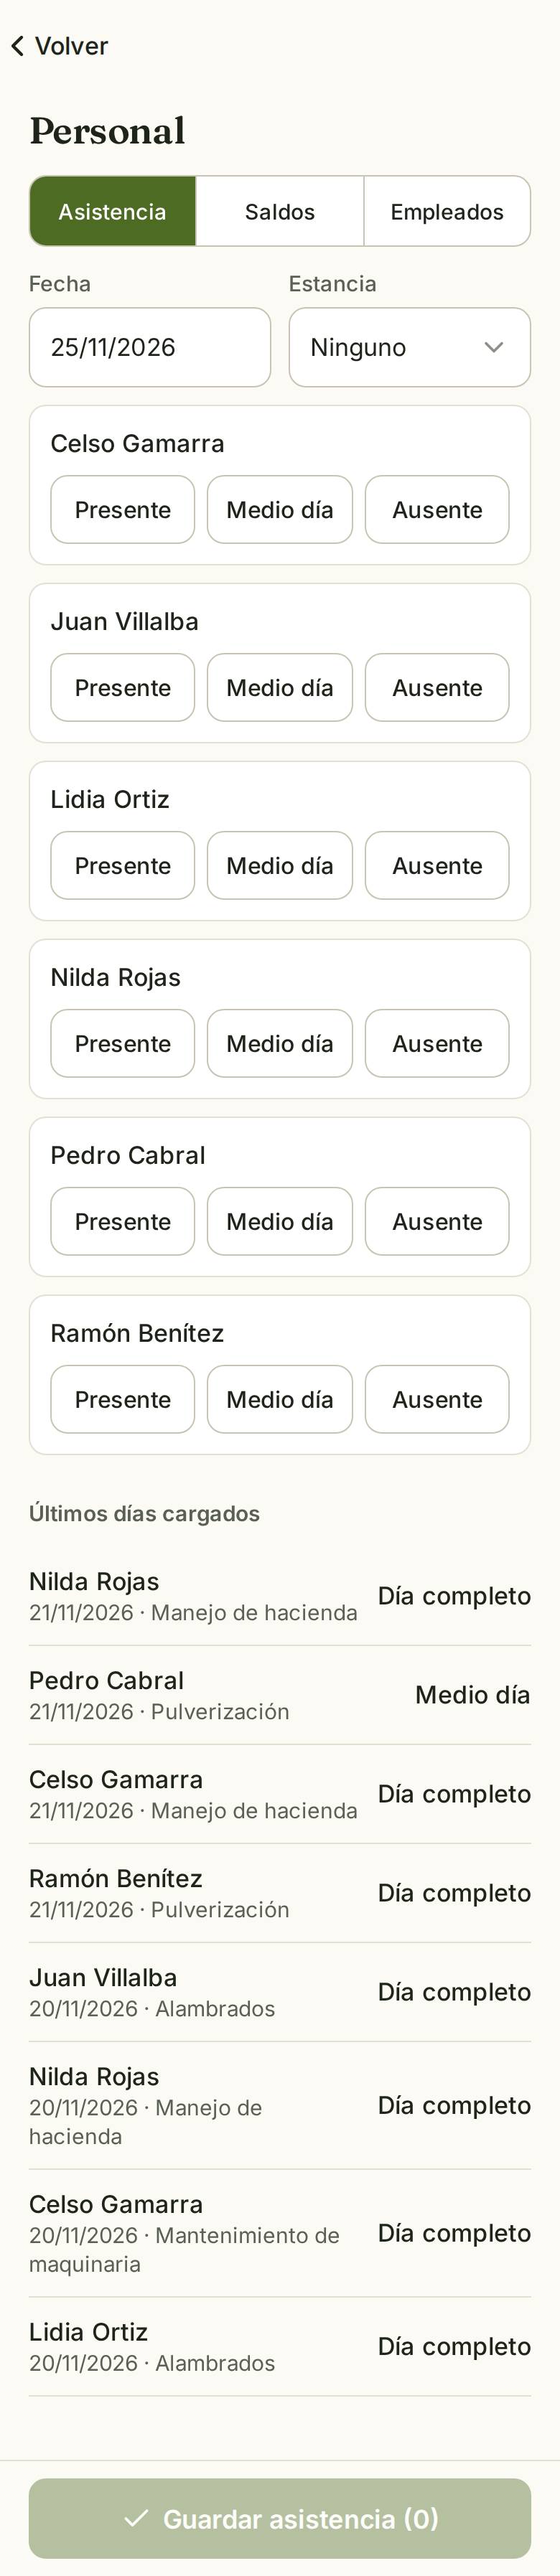 Volver
Personal
Asistencia
Saldos
Empleados
Fecha
Estancia
25/11/2026
Ninguno
Celso Gamarra
Presente
Medio día
Ausente
Juan Villalba
Presente
Medio día
Ausente
Lidia Ortiz
Presente
Medio día
Ausente
Nilda Rojas
Presente
Medio día
Ausente
Pedro Cabral
Presente
Medio día
Ausente
Ramón Benítez
Presente
Medio día
Ausente
Últimos días cargados
Nilda Rojas
21/11/2026 · Manejo de hacienda
Día completo
Pedro Cabral
21/11/2026 · Pulverización
Medio día
Celso Gamarra
21/11/2026 · Manejo de hacienda
Día completo
Ramón Benítez
21/11/2026 · Pulverización
Día completo
Juan Villalba
20/11/2026 · Alambrados
Día completo
Nilda Rojas
20/11/2026 · Manejo de
hacienda
Día completo
Celso Gamarra
20/11/2026 · Mantenimiento de
maquinaria
Día completo
Lidia Ortiz
20/11/2026 · Alambrados
Día completo
Guardar asistencia (0)